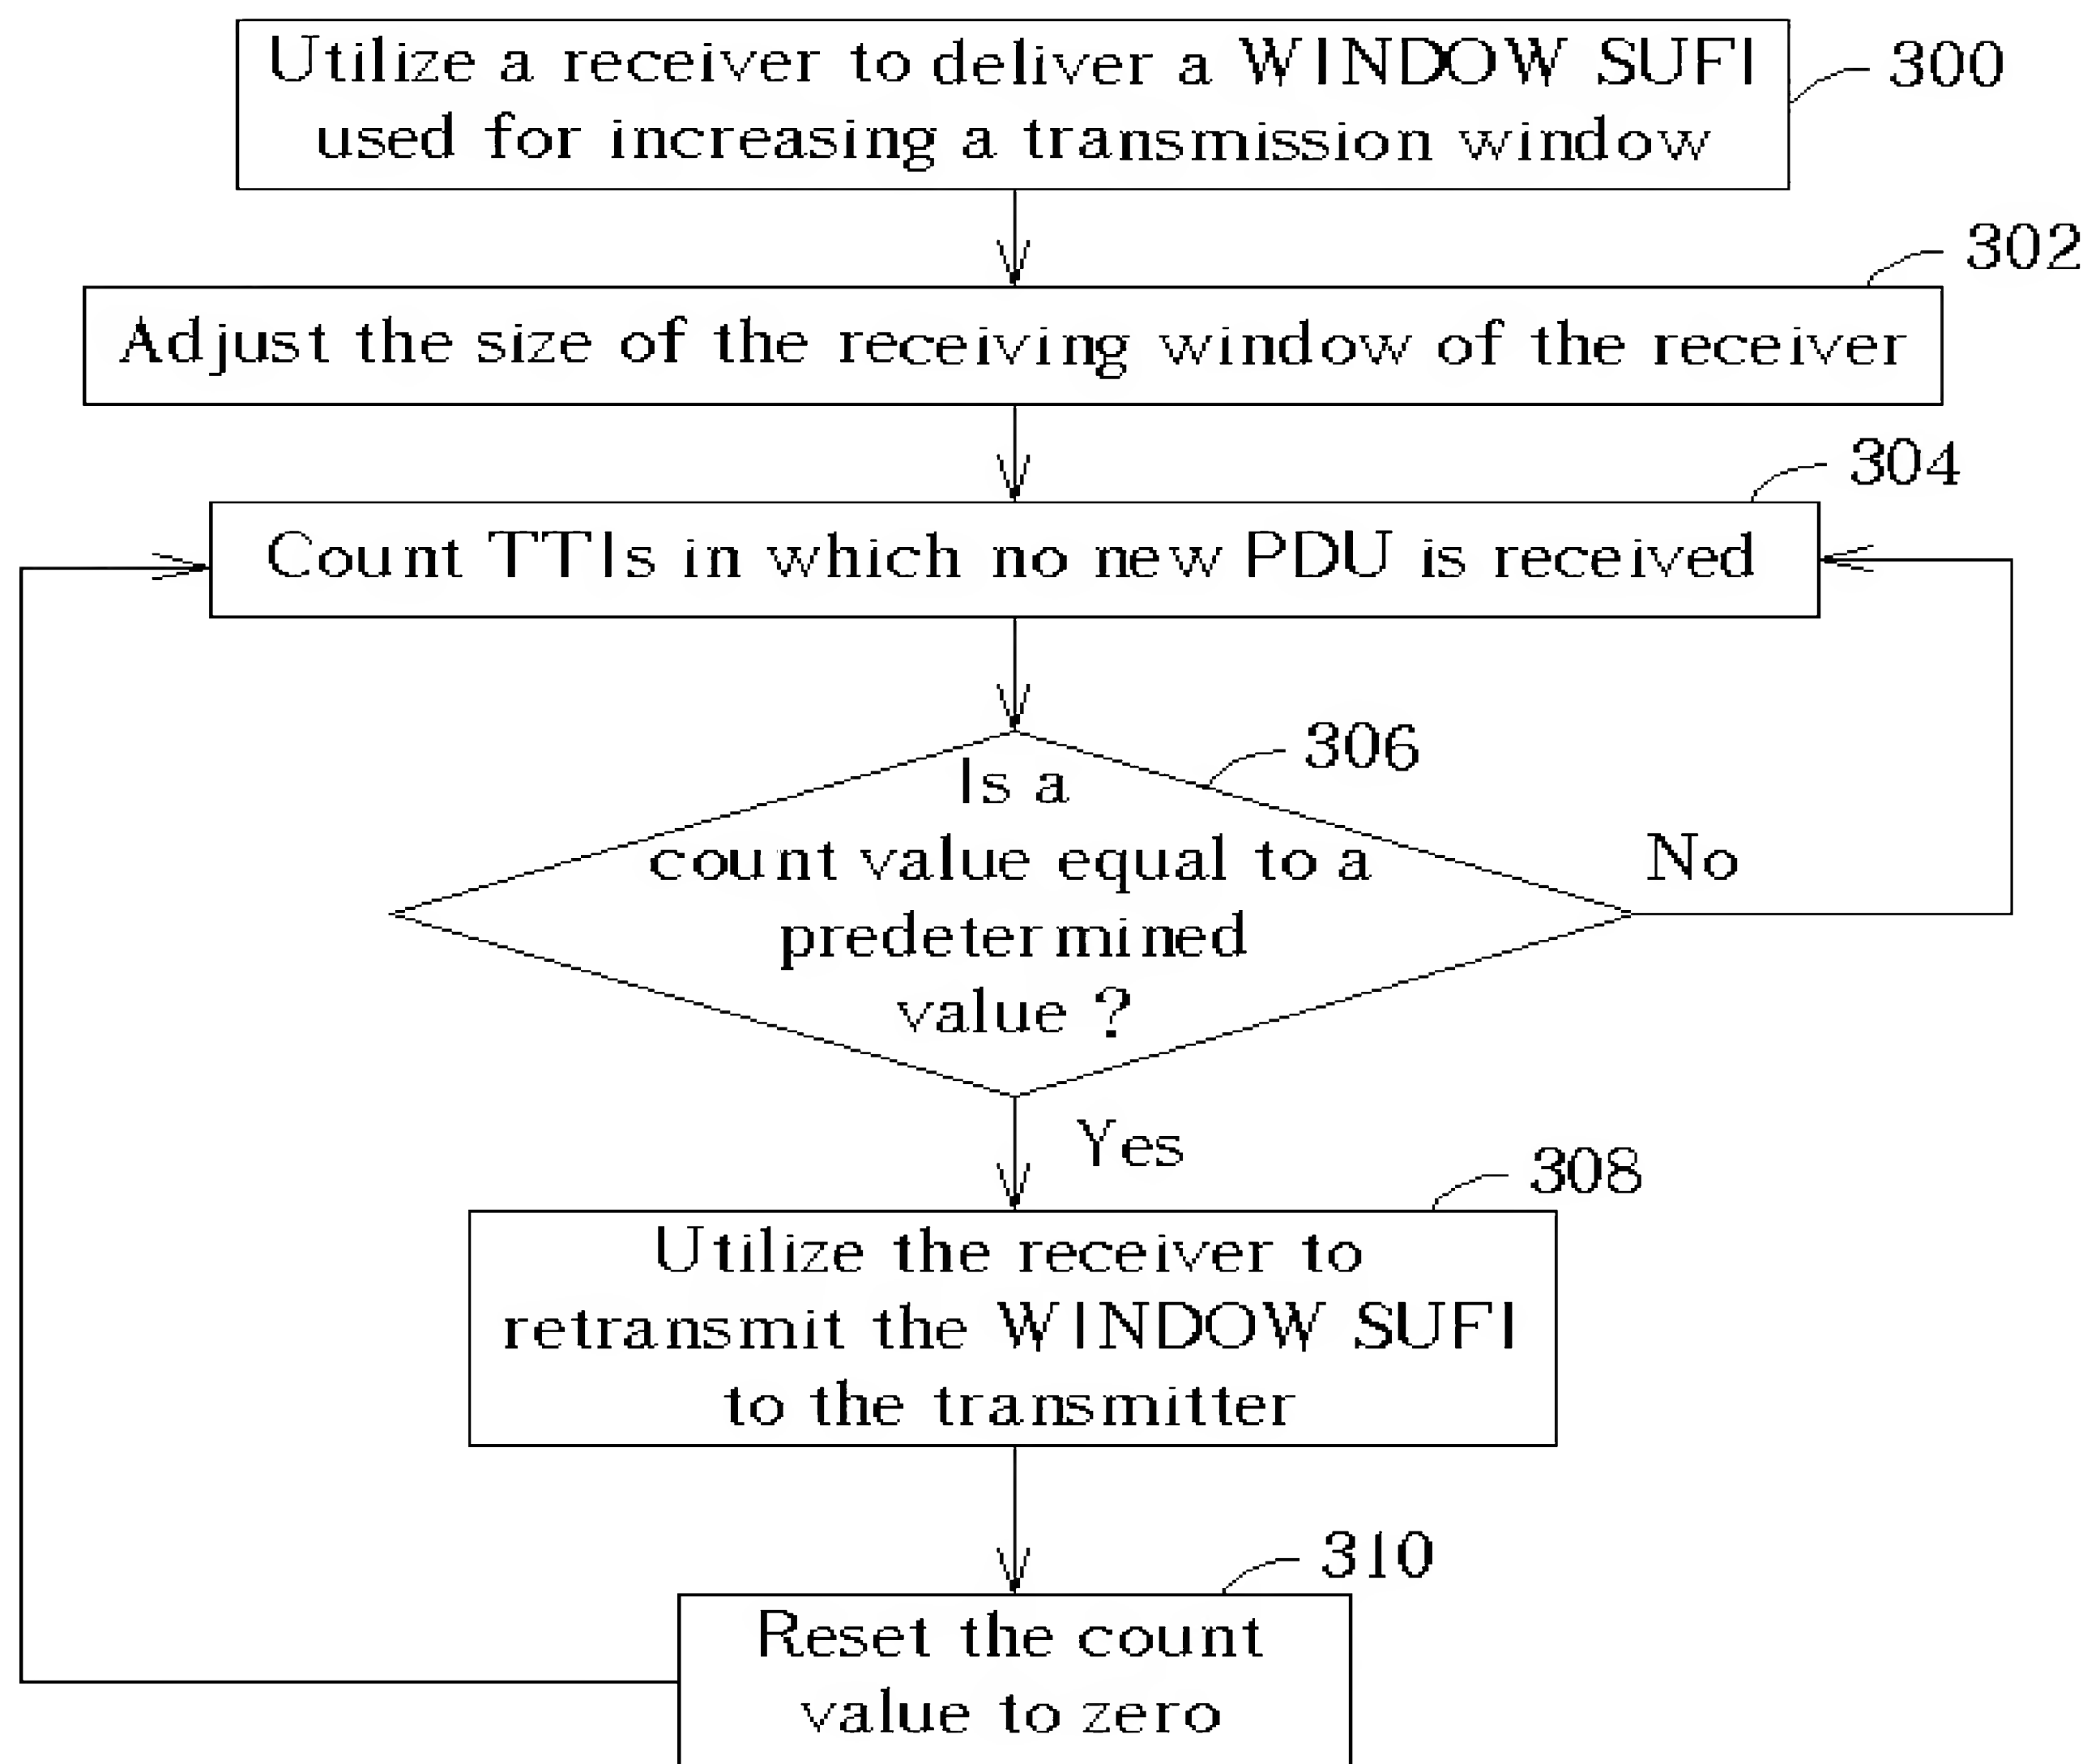 Utilize a receiver to deliver a WINDOW SUFI
used for increasing a transmission window
300
302
Adjust the size of the receiving window of the receiver
304
Count TTIs in which no new PDU is received
306
Is a
count value equal to a
predetermined
value ?
No
Yes
308
Utilize the receiver to
retransmit the WINDOW SUFI
to the transmitter
310
Reset the count
value to zero